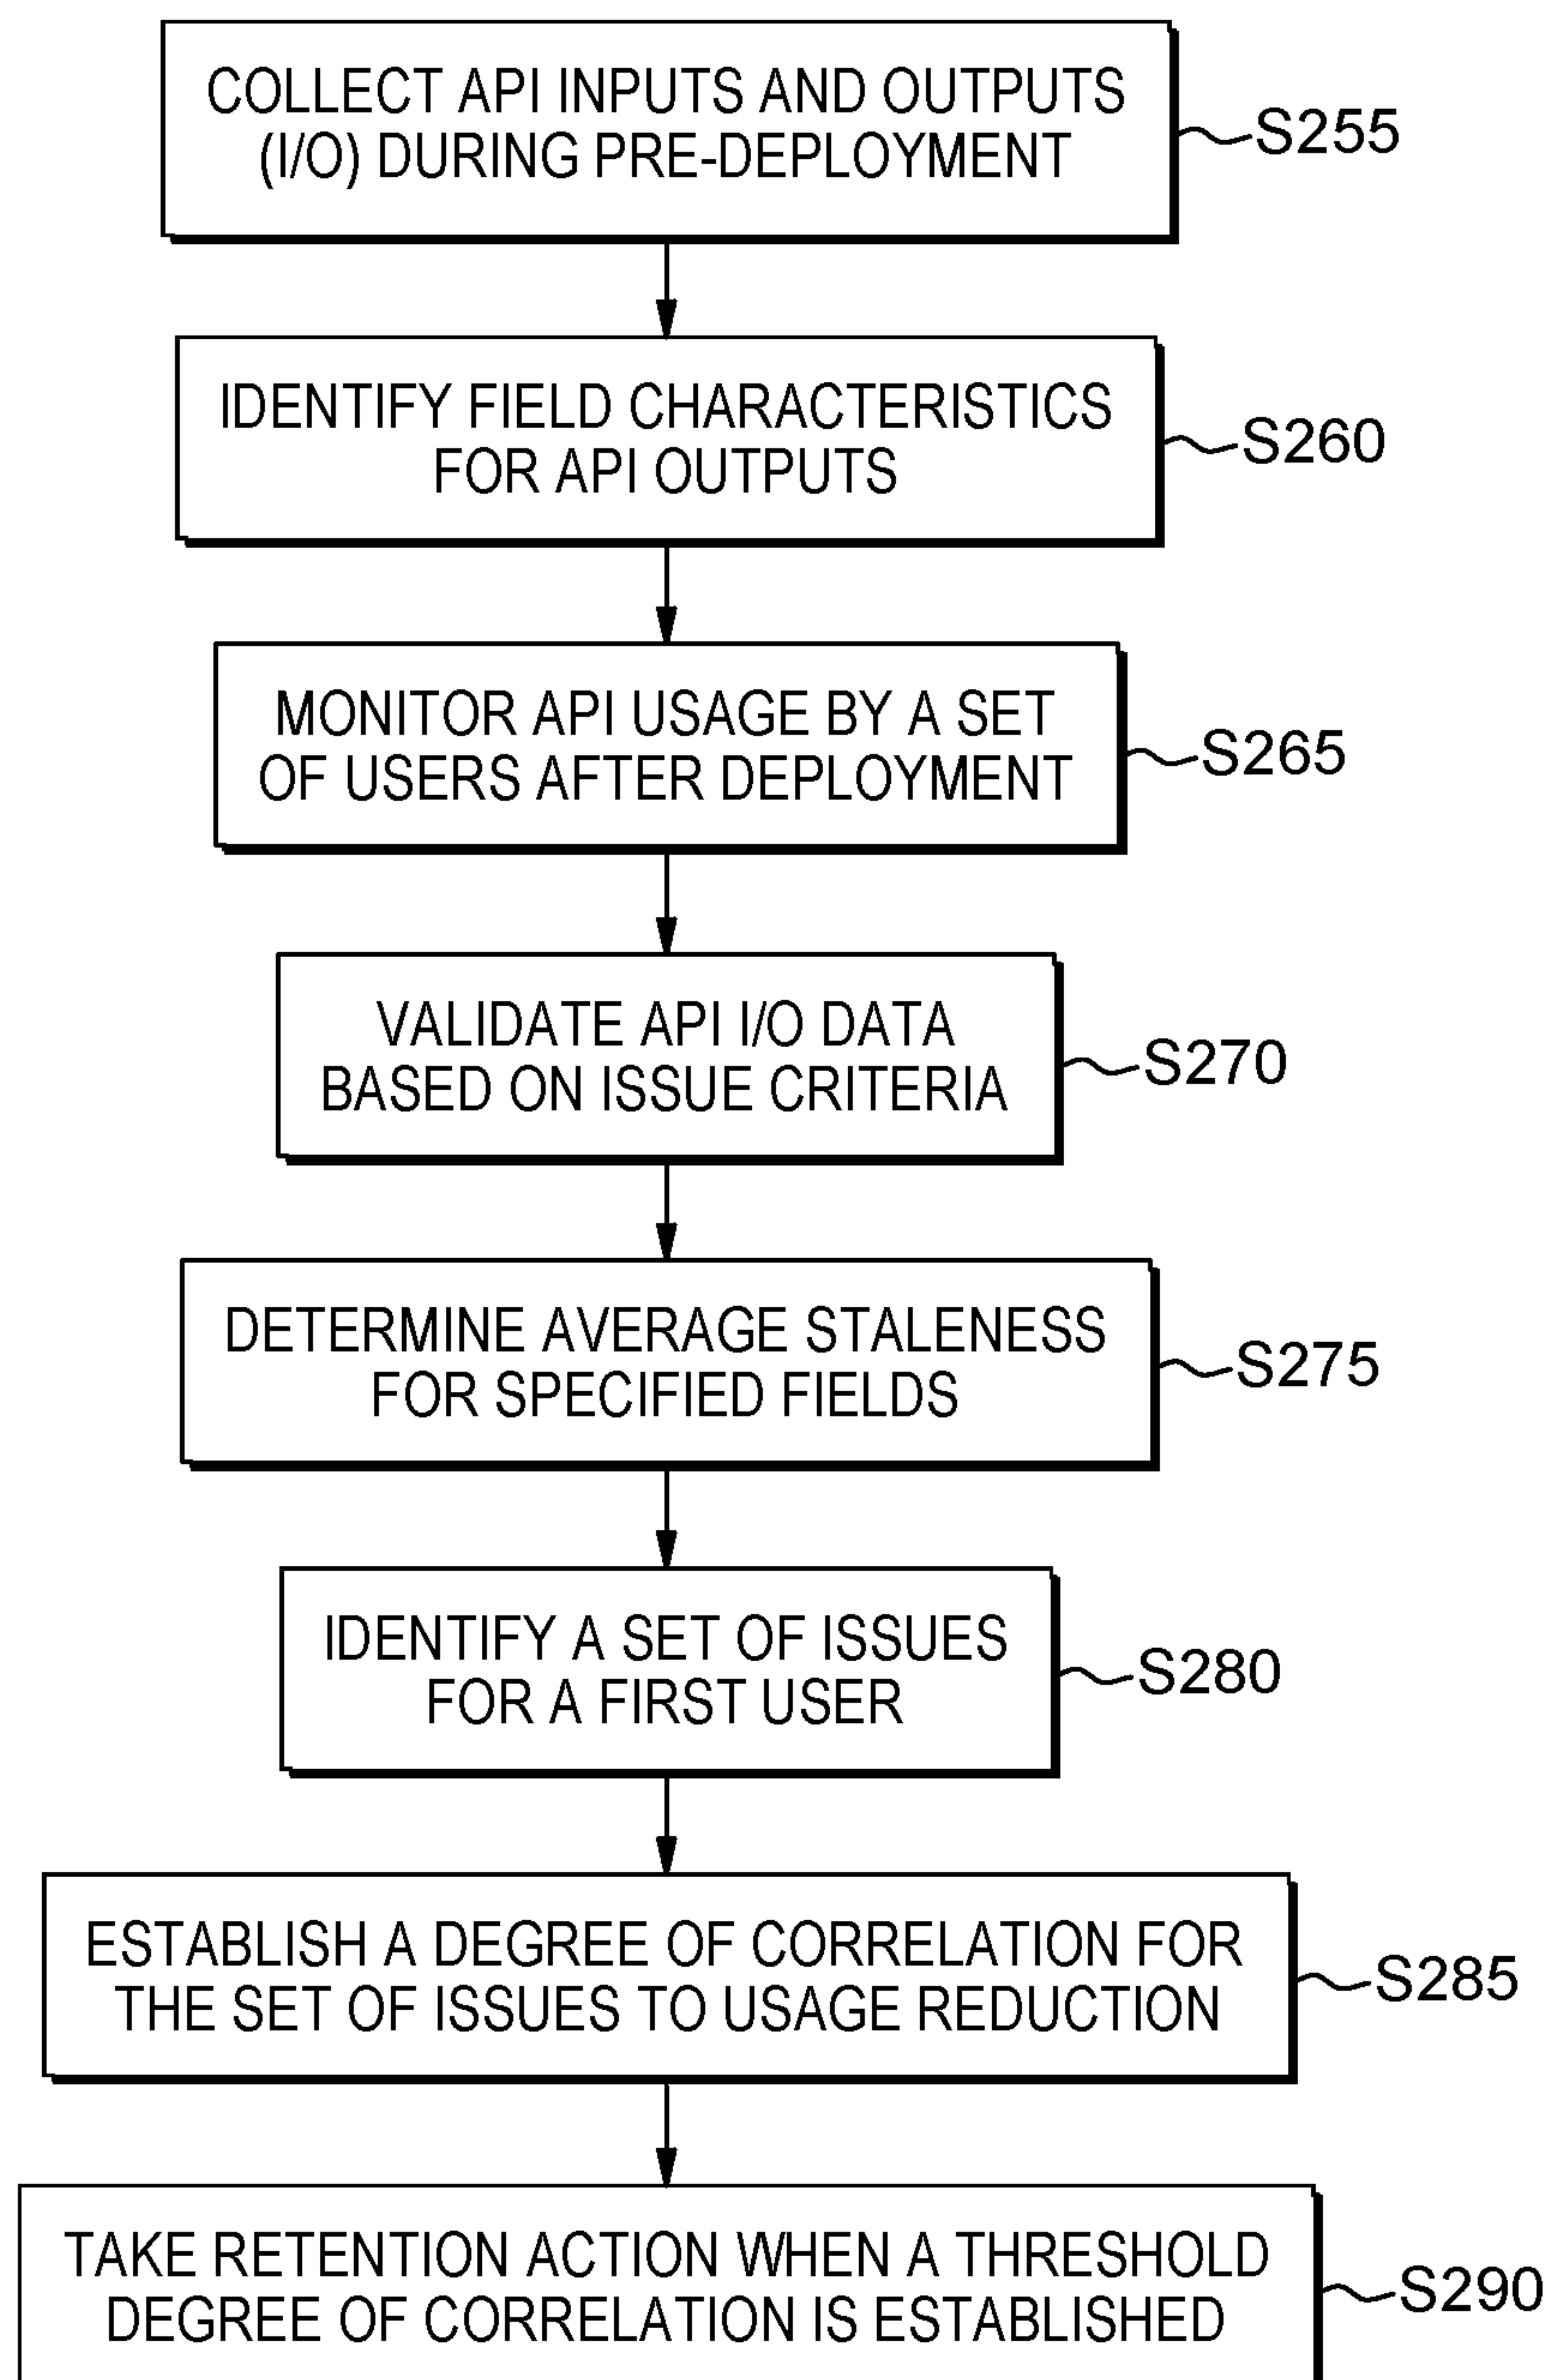 COLLECT API INPUTS AND OUTPUTS
(I/O) DURING PRE-DEPLOYMENT
S255
IDENTIFY FIELD CHARACTERISTICS
FOR API OUTPUTS
S260
MONITOR API USAGE BY A SET
OF USERS AFTER DEPLOYMENT
S265
VALIDATE API I/O DATA
BASED ON ISSUE CRITERIA
S270
DETERMINE AVERAGE STALENESS
FOR SPECIFIED FIELDS
S275
IDENTIFY A SET OF ISSUES
FOR A FIRST USER
S280
ESTABLISH A DEGREE OF CORRELATION FOR
THE SET OF ISSUES TO USAGE REDUCTION
S285
TAKE RETENTION ACTION WHEN A THRESHOLD
DEGREE OF CORRELATION IS ESTABLISHED
S290